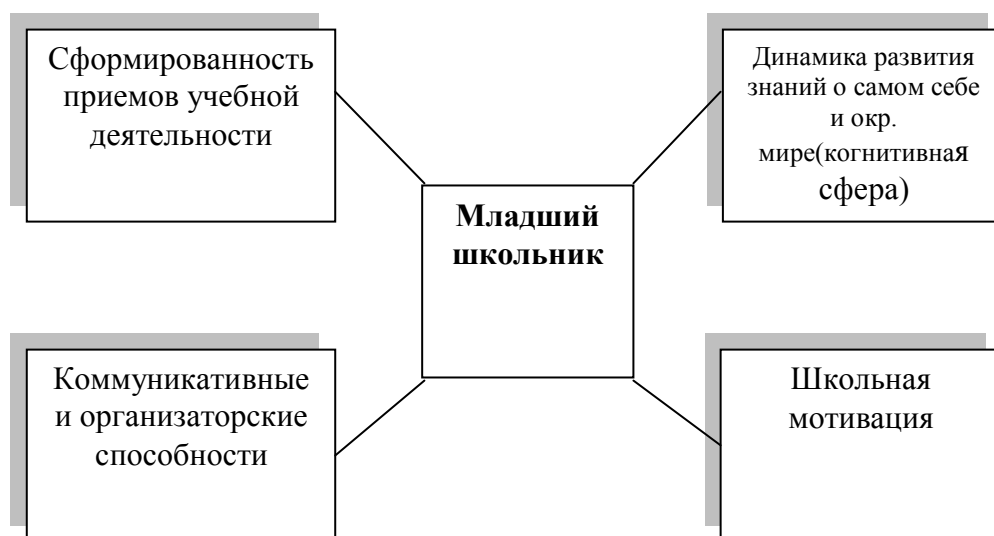 Сформированность
приемов учебной
деятельности
Динамика развития
знаний о самом себе
и окр.
мире(когнитивная
сфера)
Младший
школьник
Коммуникативные
и организаторские
способности
Школьная
мотивация